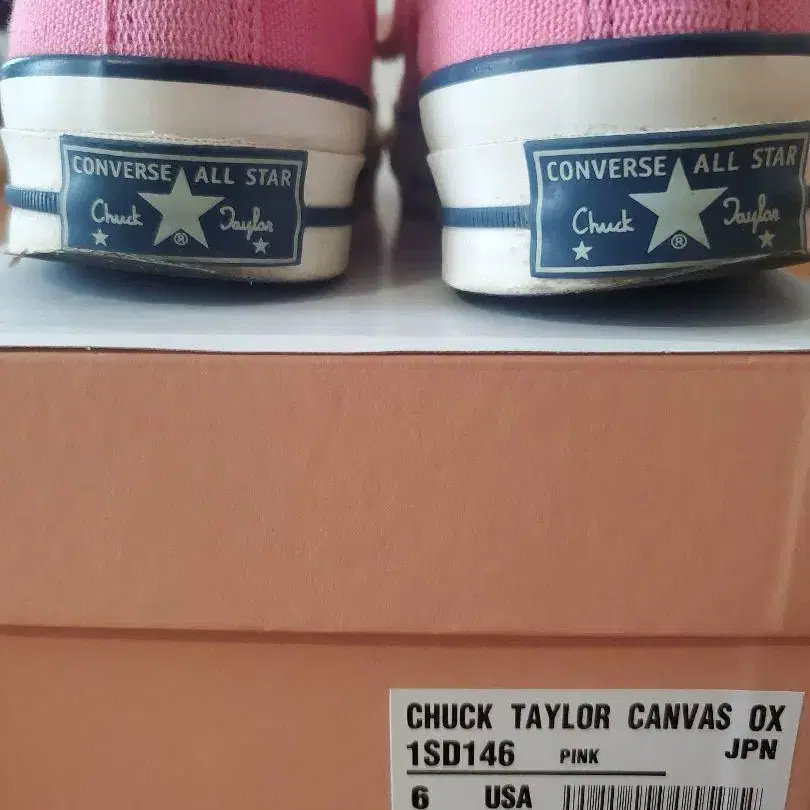 CONVERSE ALL STAR
Chuck Taylor
®
CONVERSE ALL STAR
Chuck Taylor
®
CHUCK TAYLOR CANVAS OX
1SD146 PINK JPN
6 USA